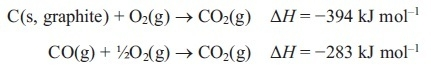 C(s, graphite) + O₂(g) → CO₂(g) ΔH = −394 kJ mol⁻¹
CO(g) + ½O₂(g) → CO₂(g) ΔH = −283 kJ mol⁻¹